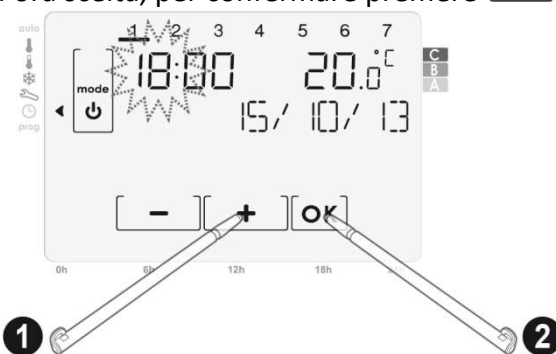 l'ora scelta, per confermare premere
auto
1 2 3 4 5 6 7
18:00 20.0°C
C
B
A
mode
15/ 10/ 13
prog
- + OK
0h 6h 12h 18h
1 2